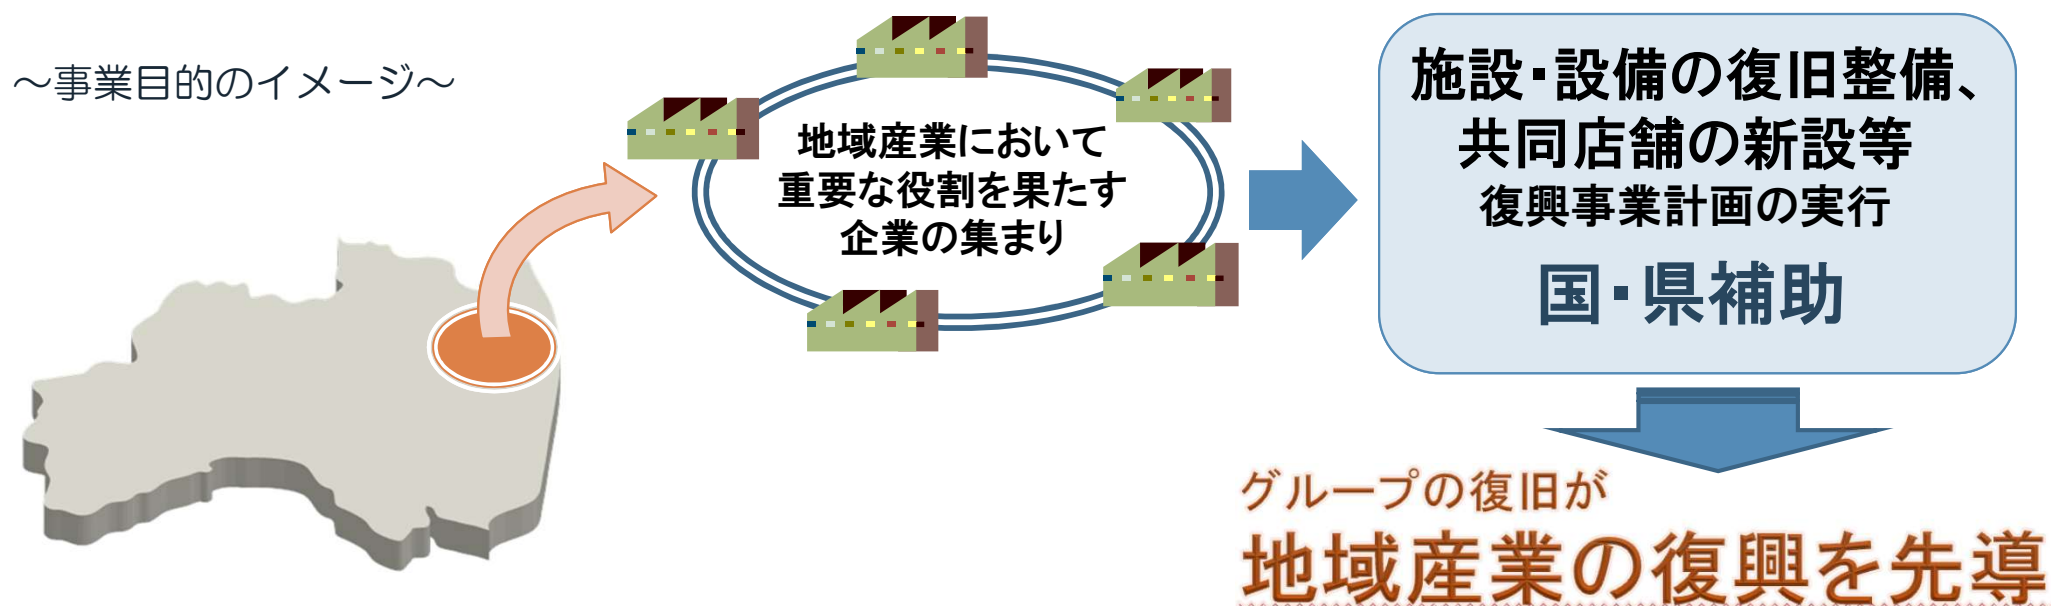 ～事業目的のイメージ～
地域産業において
重要な役割を果たす
企業の集まり
施設・設備の復旧整備、
共同店舗の新設等
復興事業計画の実行
国・県補助
グループの復旧が
地域産業の復興を先導